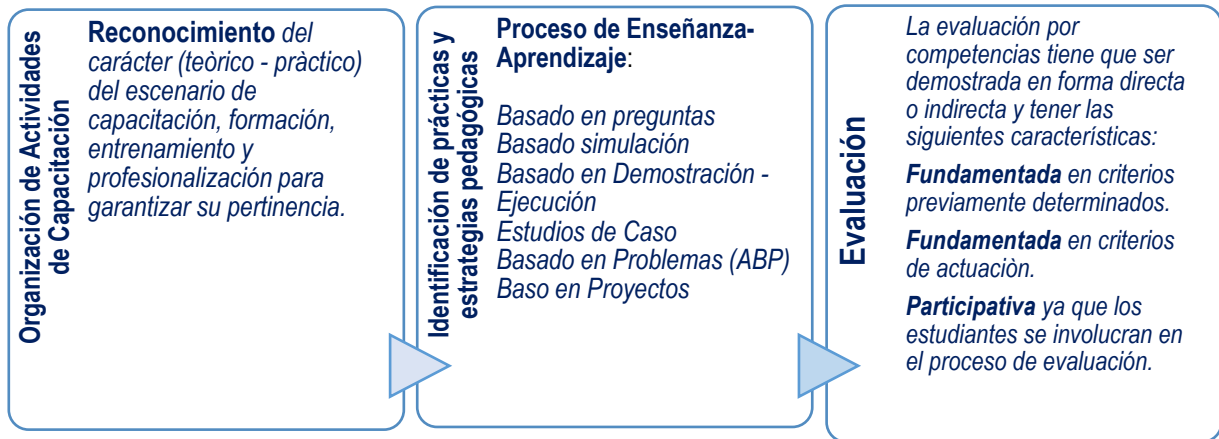 Organización de Actividades
de Capacitación
Reconocimiento del
carácter (teòrico - pràctico)
del escenario de
capacitación, formación,
entrenamiento y
profesionalización para
garantizar su pertinencia.
Identificación de prácticas y
estrategias pedagógicas
Proceso de Enseñanza-
Aprendizaje:
Basado en preguntas
Basado simulación
Basado en Demostración -
Ejecución
Estudios de Caso
Basado en Problemas (ABP)
Baso en Proyectos
Evaluación
La evaluación por
competencias tiene que ser
demostrada en forma directa
o indirecta y tener las
siguientes características:
Fundamentada en criterios
previamente determinados.
Fundamentada en criterios
de actuaciòn.
Participativa ya que los
estudiantes se involucran en
el proceso de evaluación.